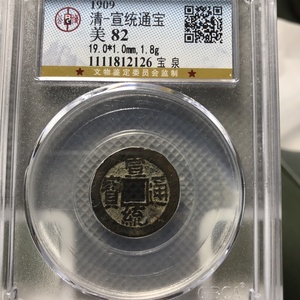 1909
清-宣统通宝
美 82
19.0*1.0mm,1.8g
1111812126 宝 泉
文物鉴定委员会监制
宣
通
寶
統